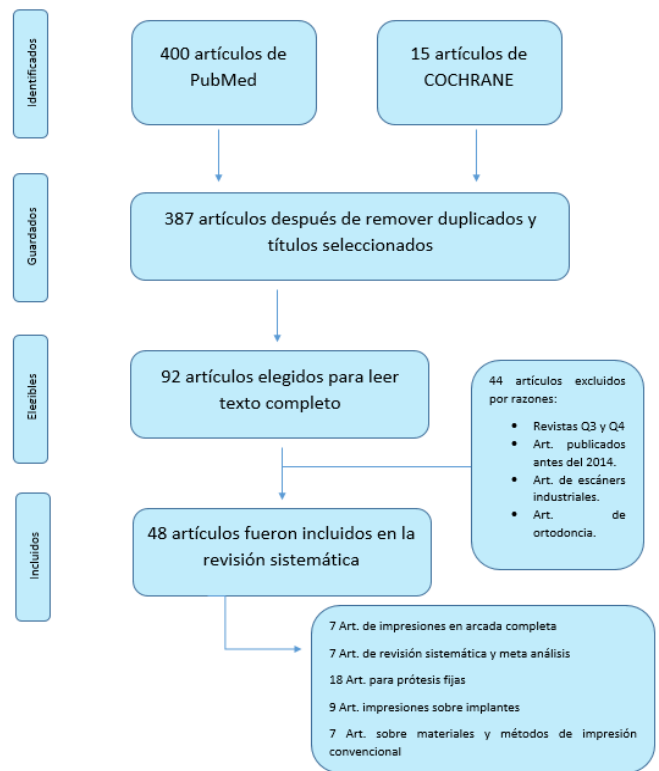 Identificados
400 artículos de
PubMed
15 artículos de
COCHRANE
Guardados
387 artículos después de remover duplicados y
títulos seleccionados
Elegibles
92 artículos elegidos para leer
texto completo
44 artículos excluidos
por razones:
• Revistas Q3 y Q4
• Art. publicados
antes del 2014.
• Art. de escáners
industriales.
• Art. de
ortodoncia.
Incluidos
48 artículos fueron incluidos en la
revisión sistemática
7 Art. de impresiones en arcada completa
7 Art. de revisión sistemática y meta análisis
18 Art. para prótesis fijas
9 Art. impresiones sobre implantes
7 Art. sobre materiales y métodos de impresión
convencional